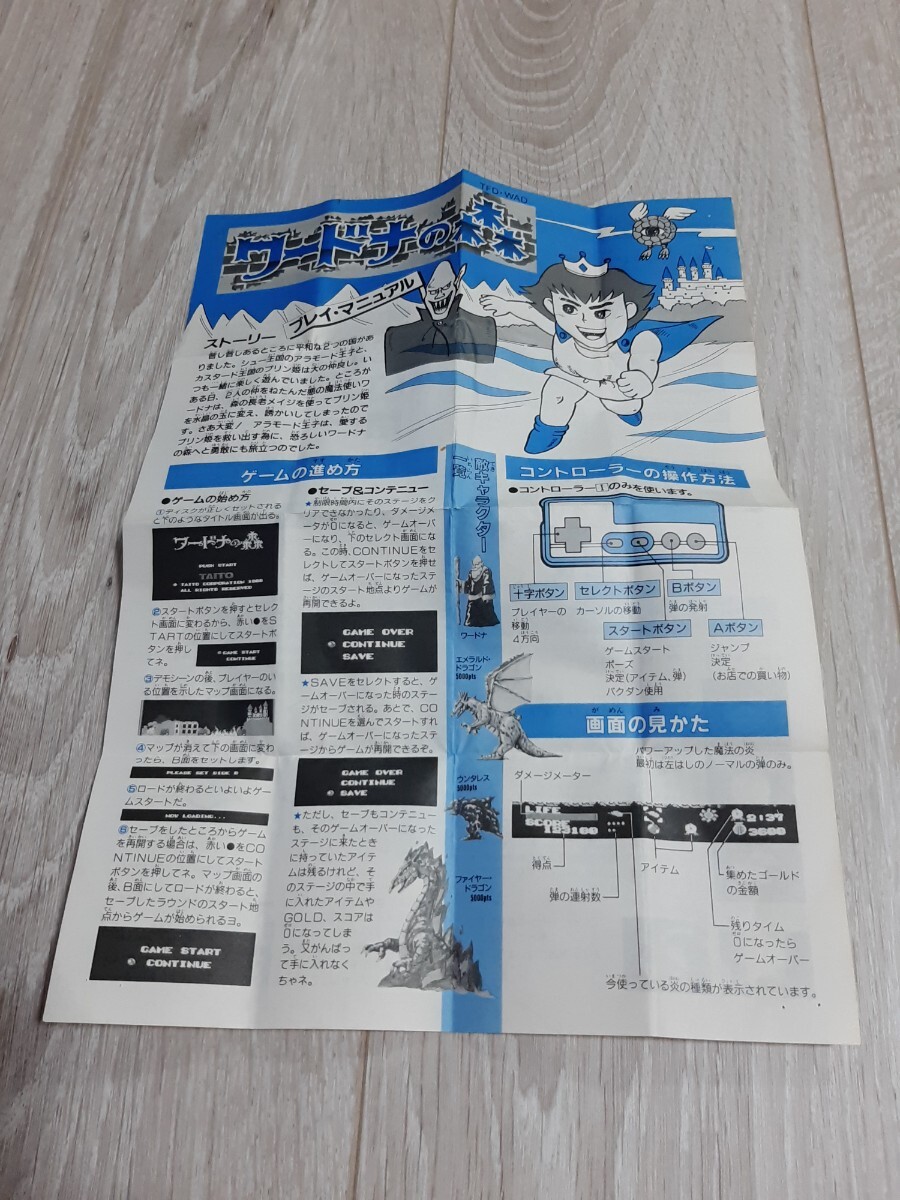 TFD-WAD
ワードナの森
プレイ・マニュアル
ストーリー
昔し昔しあるところに平和な2つの国があ
りました。シュー王国のアラモード王子と、
カスタード王国のプリン姫は大の仲良し。い
つも一緒に楽しく遊んでいました。ところが
ある日、2人の仲をねたんだ悪の魔法使いワ
ードナは、森の長老メイジを使ってプリン姫
を水晶の玉に変え、誘かいしてしまったので
す。さあ大変！ アラモード王子は、愛する
プリン姫を救い出す為に、恐ろしいワードナ
の森へと勇敢にも旅立つのでした。
ゲームの進め方
●ゲームの始め方
①ディスクが正しくセットされる
と下のようなタイトル画面が出る。
ワードナの森
PUSH START
TAITO
© TAITO CORPORATION 1988
ALL RIGHTS RESERVED
②スタートボタンを押すとセレク
ト画面に変わるから、赤い●をS
TARTの位置にしてスタートボ
タンを押し
てネ。
GAME START
CONTINUE
③デモシーンの後、プレイヤーのい
る位置を示したマップ画面になる。
④マップが消えて下の画面に変わ
ったら、B面をセットします。
PLEASE SET SIDE B
⑤ロードが終わるといよいよゲー
ムスタートだ。
NOW LOADING...
⑥セーブをしたところからゲーム
を再開する場合は、赤い●をCO
NTINUEの位置にしてスタート
ボタンを押してネ。マップ画面の
後、B面にしてロードが終わると、
セーブしたラウンドのスタート地
点からゲームが始められるヨ。
GAME START
CONTINUE
●セーブ&コンテニュー
★制限時間内にそのステージをク
リアできなかったり、ダメージメ
ータが0になると、ゲームオーバ
ーになり、下のセレクト画面にな
る。この時、CONTINUEをセ
レクトしてスタートボタンを押せ
ば、ゲームオーバーになったステ
ージのスタート地点よりゲームが
再開できるよ。
GAME OVER
CONTINUE
SAVE
★SAVEをセレクトすると、ゲ
ームオーバーになった時のステー
ジがセーブされる。あとで、CO
NTINUEを選んでスタートすれ
ば、ゲームオーバーになったステ
ージからゲームが再開できるぞ。
GAME OVER
CONTINUE
SAVE
★ただし、セーブもコンテニュー
も、そのゲームオーバーになった
ステージに来たとき
に持っていたアイテ
ムは残るけれど、そ
のステージの中で手
に入れたアイテムや
GOLD、スコアは
0になってしま
う。又がんばっ
て手に入れなく
ちゃネ。
敵キャラクター
一覧
ワードナ
エメラルド・
ドラゴン
5000pts
ワンダレス
5000pts
ファイヤー・
ドラゴン
5000pts
コントローラーの操作方法
●コントローラー1のみを使います。
十字ボタン
プレイヤーの
移動
4方向
セレクトボタン
カーソルの移動
Bボタン
弾の発射
スタートボタン
ゲームスタート
ポーズ
決定(アイテム、弾)
バクダン使用
Aボタン
ジャンプ
決定
(お店での買い物)
画面の見かた
パワーアップした魔法の炎
最初は左はしのノーマルの弾のみ。
ダメージメーター
LIFE
SCORE
2:37
3600
得点
弾の連射数
アイテム
集めたゴールド
の金額
残りタイム
0になったら
ゲームオーバー
今使っている炎の種類が表示されています。